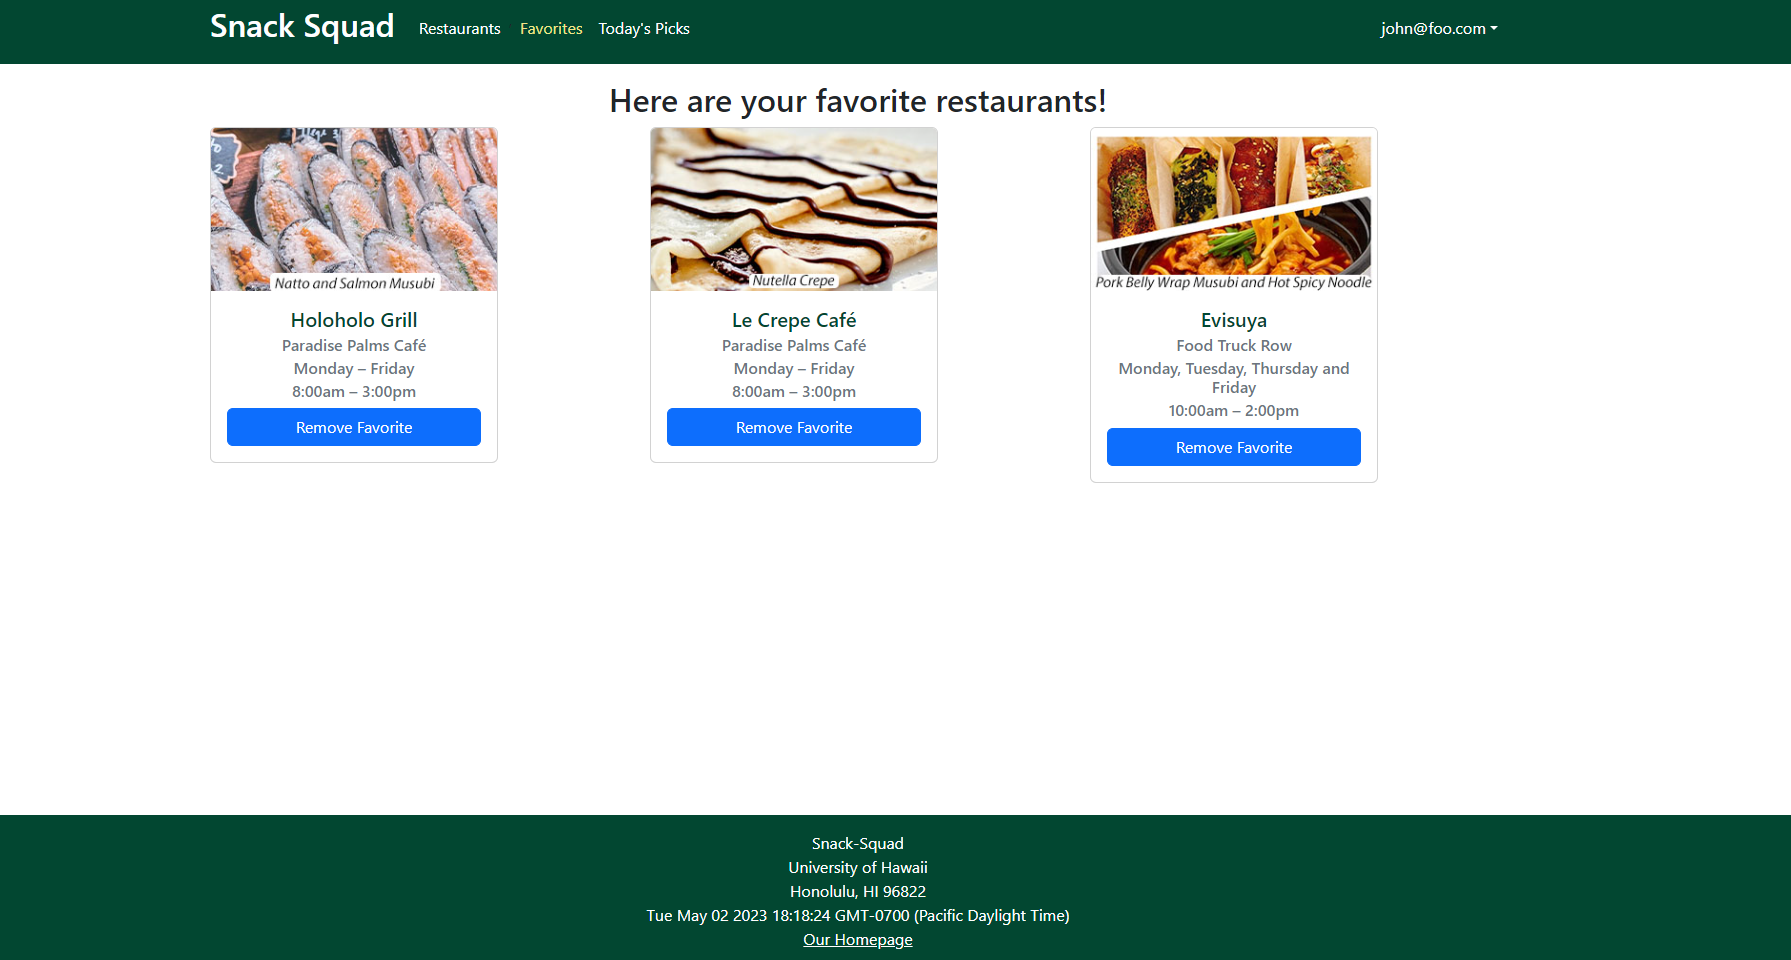 Snack Squad Restaurants Favorites Today's Picks john@foo.com
Here are your favorite restaurants!
Natto and Salmon Musubi
Holoholo Grill
Paradise Palms Café
Monday – Friday
8:00am – 3:00pm
Remove Favorite
Nutella Crepe
Le Crepe Café
Paradise Palms Café
Monday – Friday
8:00am – 3:00pm
Remove Favorite
Pork Belly Wrap Musubi and Hot Spicy Noodle
Evisuya
Food Truck Row
Monday, Tuesday, Thursday and
Friday
10:00am – 2:00pm
Remove Favorite
Snack-Squad
University of Hawaii
Honolulu, HI 96822
Tue May 02 2023 18:18:24 GMT-0700 (Pacific Daylight Time)
Our Homepage